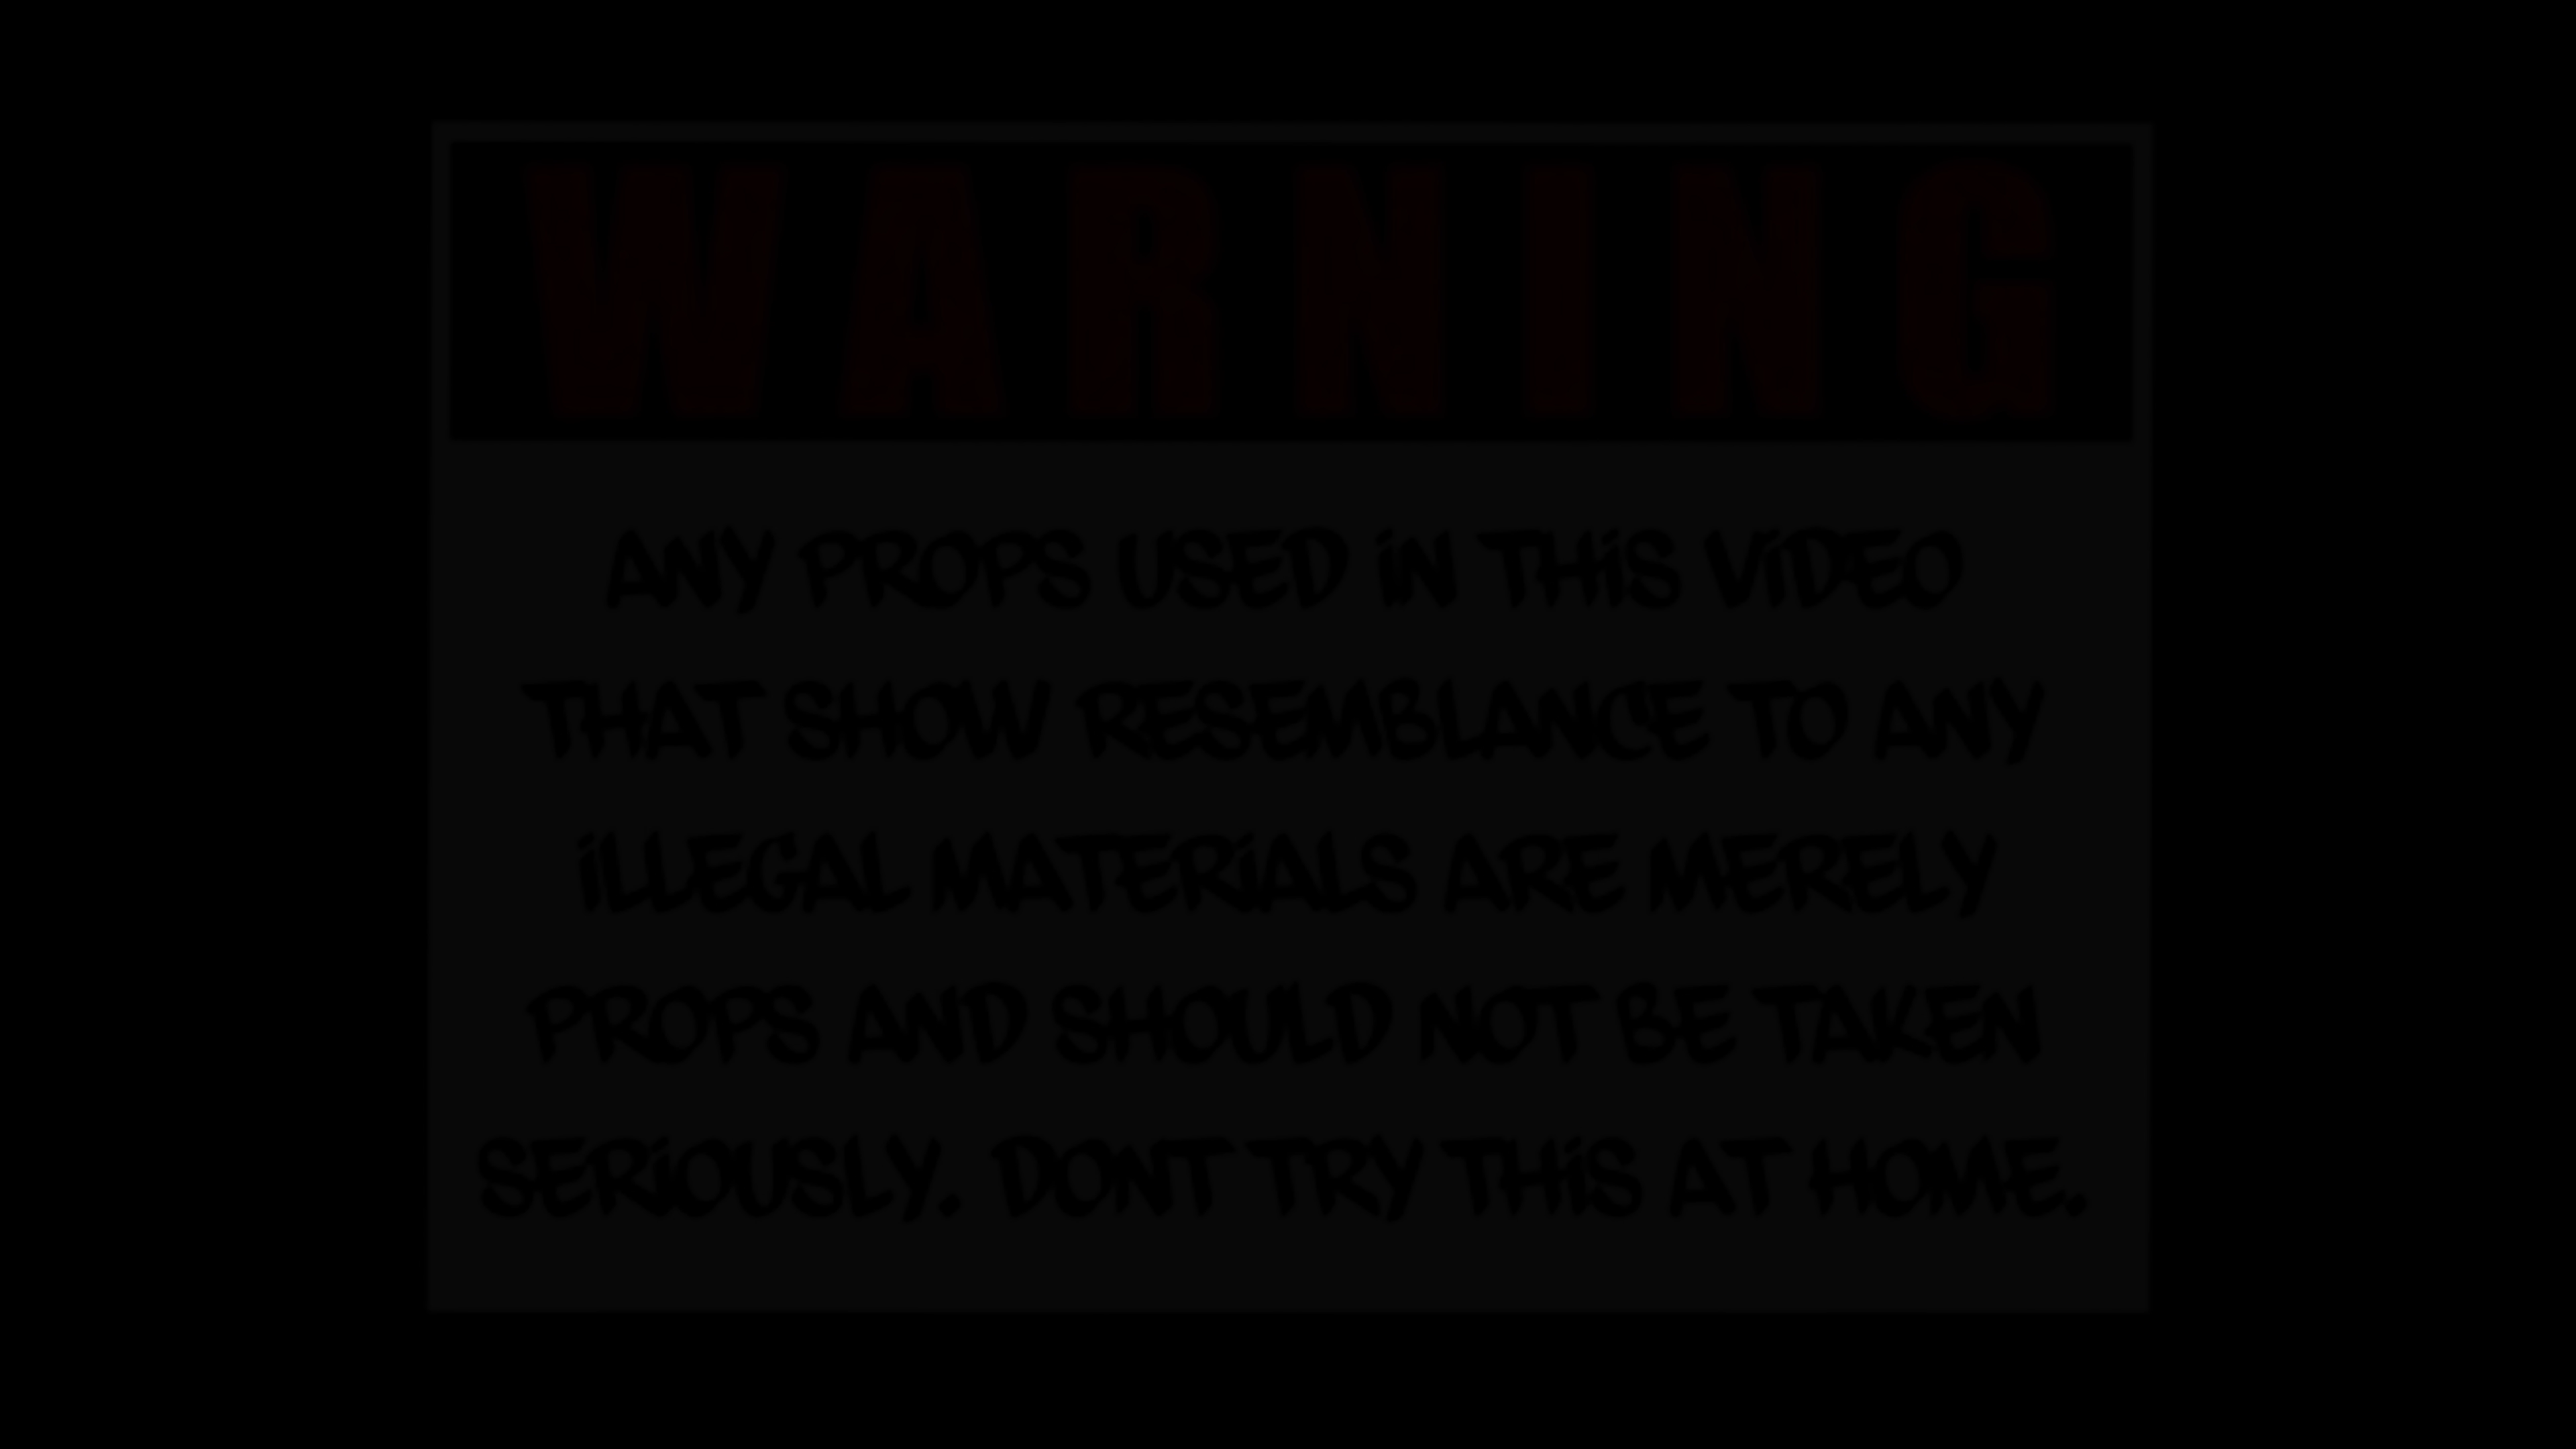 WARNING
ANY PROPS USED iN THiS ViDEO
THAT SHOW RESEMBLANCE TO ANY
iLLEGAL MATERiALS ARE MERELY
PROPS AND SHOULD NOT BE TAKEN
SERiOUSLY. DONT TRY THiS AT HOME.